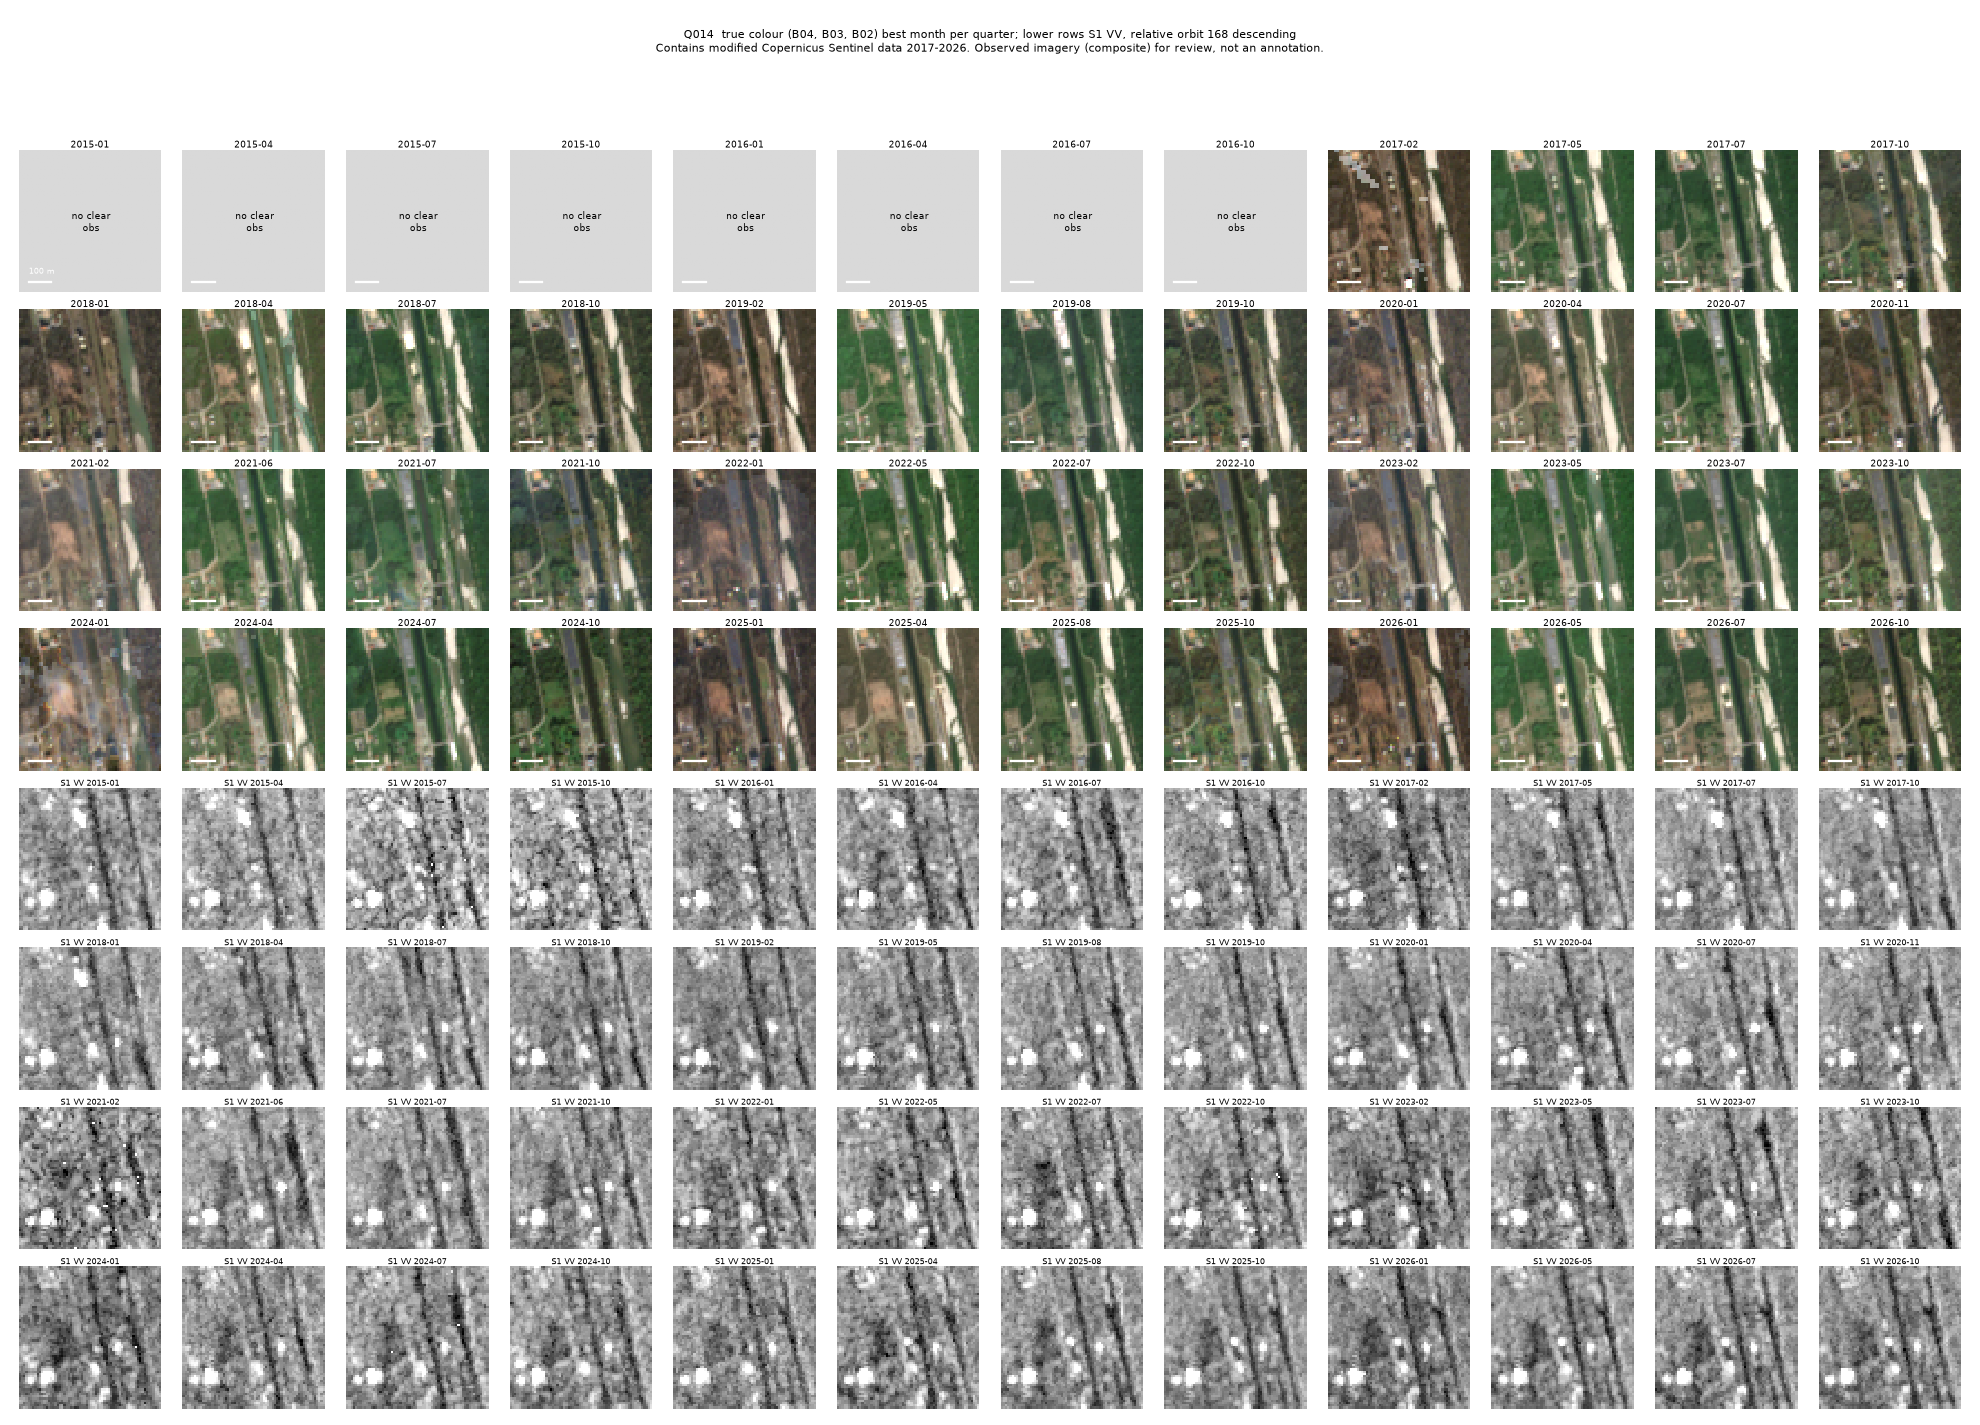 Q014  true colour (B04, B03, B02) best month per quarter; lower rows S1 VV, relative orbit 168 descending
Contains modified Copernicus Sentinel data 2017-2026. Observed imagery (composite) for review, not an annotation.
2015-01 2015-04 2015-07 2015-10 2016-01 2016-04 2016-07 2016-10 2017-02 2017-05 2017-07 2017-10
no clear obs no clear obs no clear obs no clear obs no clear obs no clear obs no clear obs no clear obs
100 m
2018-01 2018-04 2018-07 2018-10 2019-02 2019-05 2019-08 2019-10 2020-01 2020-04 2020-07 2020-11
2021-02 2021-06 2021-07 2021-10 2022-01 2022-05 2022-07 2022-10 2023-02 2023-05 2023-07 2023-10
2024-01 2024-04 2024-07 2024-10 2025-01 2025-04 2025-08 2025-10 2026-01 2026-05 2026-07 2026-10
S1 VV 2015-01 S1 VV 2015-04 S1 VV 2015-07 S1 VV 2015-10 S1 VV 2016-01 S1 VV 2016-04 S1 VV 2016-07 S1 VV 2016-10 S1 VV 2017-02 S1 VV 2017-05 S1 VV 2017-07 S1 VV 2017-10
S1 VV 2018-01 S1 VV 2018-04 S1 VV 2018-07 S1 VV 2018-10 S1 VV 2019-02 S1 VV 2019-05 S1 VV 2019-08 S1 VV 2019-10 S1 VV 2020-01 S1 VV 2020-04 S1 VV 2020-07 S1 VV 2020-11
S1 VV 2021-02 S1 VV 2021-06 S1 VV 2021-07 S1 VV 2021-10 S1 VV 2022-01 S1 VV 2022-05 S1 VV 2022-07 S1 VV 2022-10 S1 VV 2023-02 S1 VV 2023-05 S1 VV 2023-07 S1 VV 2023-10
S1 VV 2024-01 S1 VV 2024-04 S1 VV 2024-07 S1 VV 2024-10 S1 VV 2025-01 S1 VV 2025-04 S1 VV 2025-08 S1 VV 2025-10 S1 VV 2026-01 S1 VV 2026-05 S1 VV 2026-07 S1 VV 2026-10